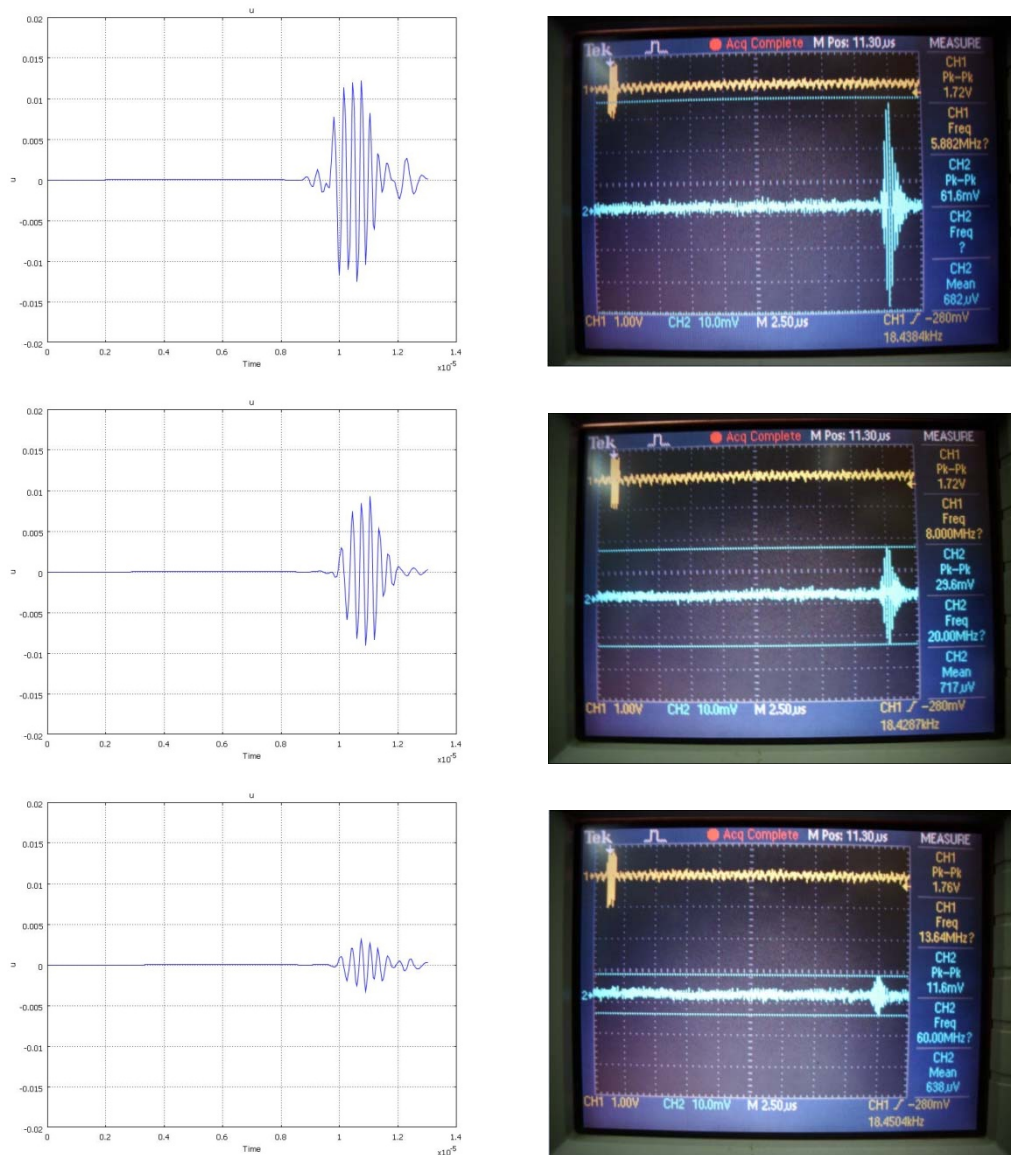 u
0.02
0.015
0.01
0.005
0
-0.005
-0.01
-0.015
-0.02
u
0 0.2 0.4 0.6 0.8 1 1.2 1.4
x10⁻⁵
Time
Tek Acq Complete M Pos: 11.30µs MEASURE
CH1
Pk-Pk
1.72V
CH1
Freq
5.882MHz?
CH2
Pk-Pk
61.6mV
CH2
Freq
?
CH2
Mean
682µV
1
2
CH1 1.00V CH2 10.0mV M 2.50µs CH1 -280mV
18.4384kHz
u
0.02
0.015
0.01
0.005
0
-0.005
-0.01
-0.015
-0.02
u
0 0.2 0.4 0.6 0.8 1 1.2 1.4
x10⁻⁵
Time
Tek Acq Complete M Pos: 11.30µs MEASURE
CH1
Pk-Pk
1.72V
CH1
Freq
8.000MHz?
CH2
Pk-Pk
29.6mV
CH2
Freq
20.00MHz?
CH2
Mean
717µV
1
2
CH1 1.00V CH2 10.0mV M 2.50µs CH1 -280mV
18.4287kHz
u
0.02
0.015
0.01
0.005
0
-0.005
-0.01
-0.015
-0.02
u
0 0.2 0.4 0.6 0.8 1 1.2 1.4
x10⁻⁵
Time
Tek Acq Complete M Pos: 11.30µs MEASURE
CH1
Pk-Pk
1.76V
CH1
Freq
13.64MHz?
CH2
Pk-Pk
11.6mV
CH2
Freq
60.00MHz?
CH2
Mean
638µV
1
2
CH1 1.00V CH2 10.0mV M 2.50µs CH1 -280mV
18.4504kHz